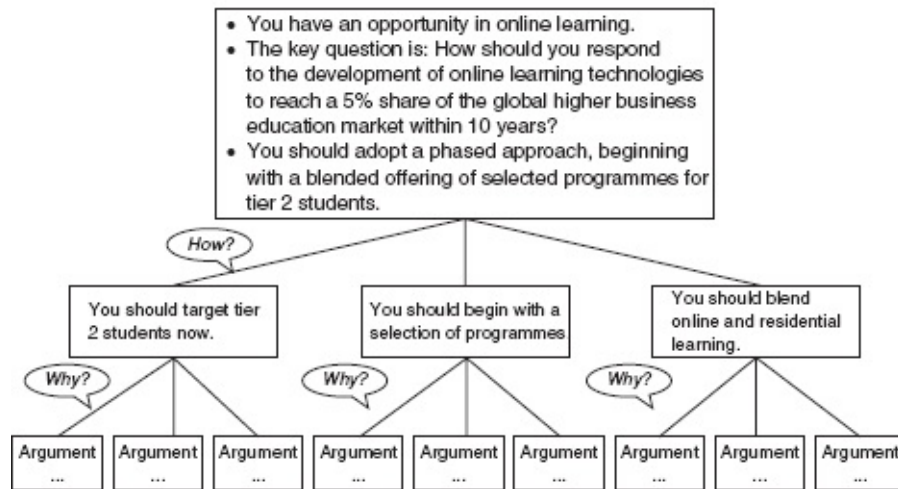 • You have an opportunity in online learning.
• The key question is: How should you respond
to the development of online learning technologies
to reach a 5% share of the global higher business
education market within 10 years?
• You should adopt a phased approach, beginning
with a blended offering of selected programmes for
tier 2 students.
How?
You should target tier
2 students now.
You should begin with a
selection of programmes
You should blend
online and residential
learning.
Why?
Why?
Why?
Argument
...
Argument
...
Argument
...
Argument
...
Argument
...
Argument
...
Argument
...
Argument
...
Argument
...